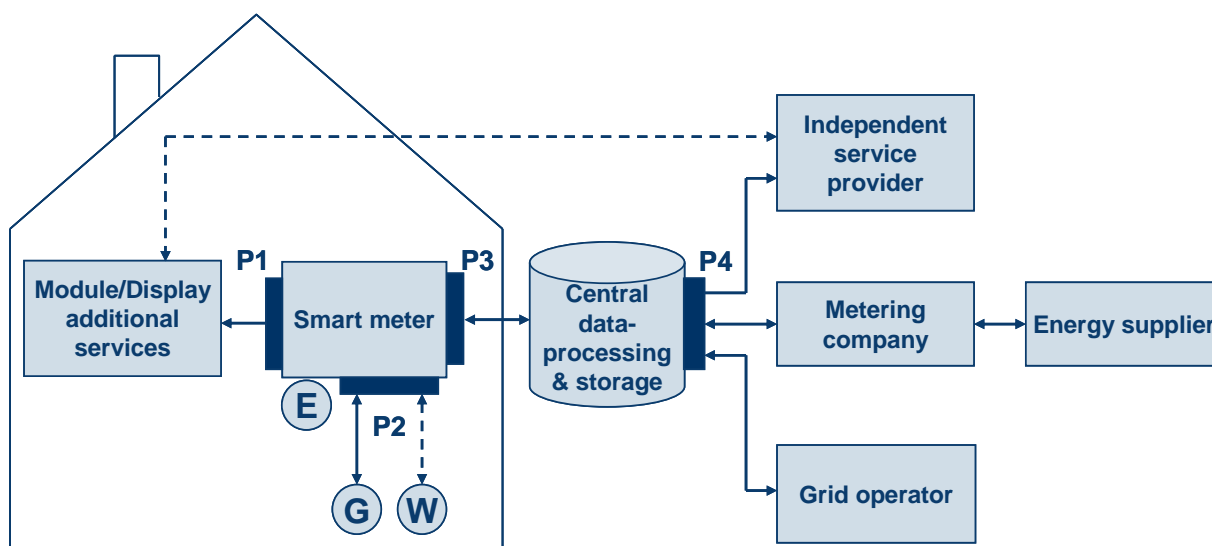 Independent
service
provider
P1
P3
P4
Module/Display
additional
services
Smart meter
Central
data-
processing
& storage
Metering
company
Energy supplier
E
P2
G
W
Grid operator